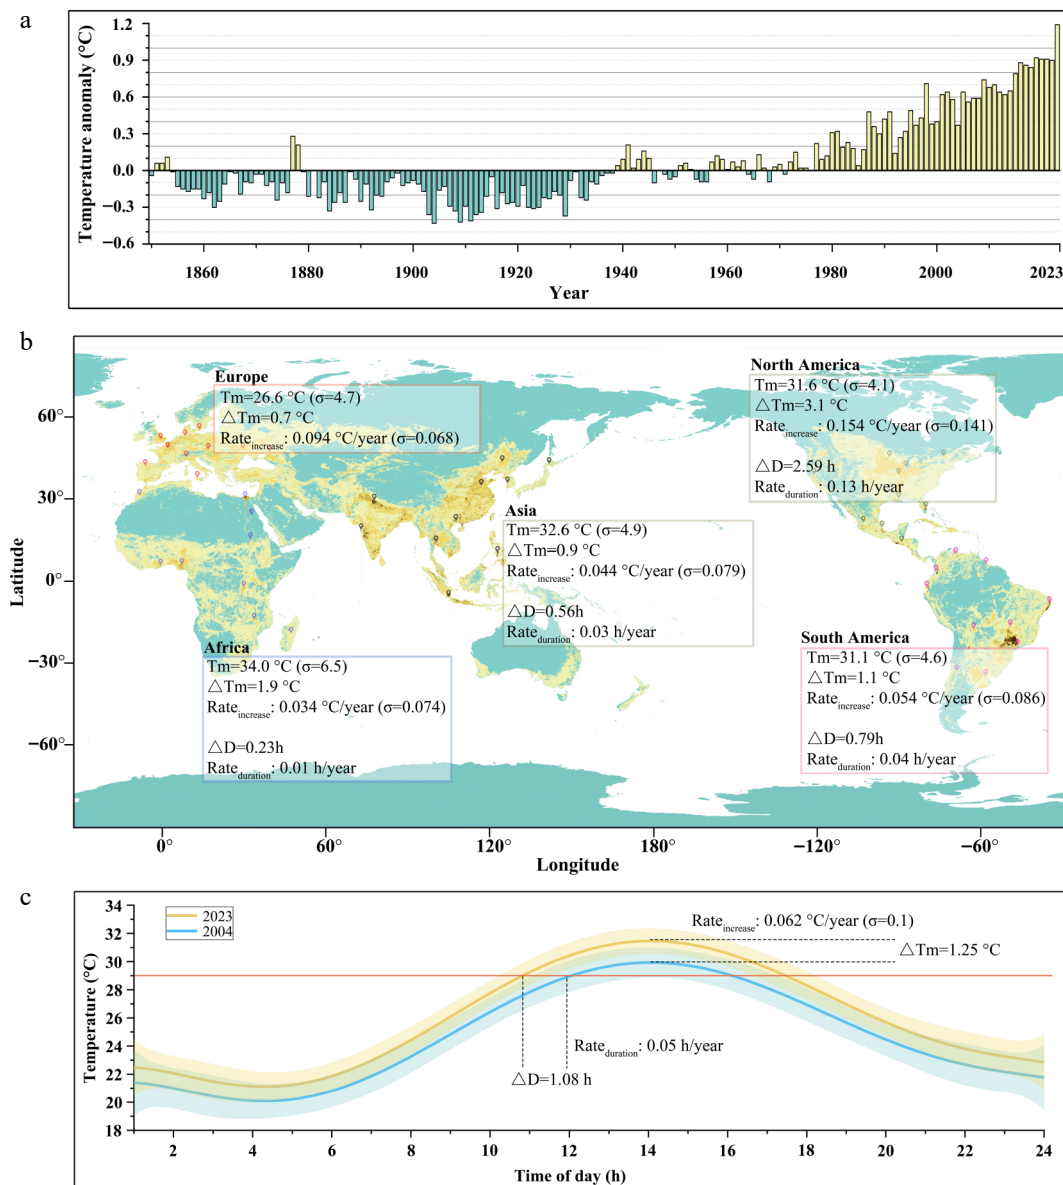 a
Temperature anomaly (°C)
1.2
0.9
0.6
0.3
0.0
−0.3
−0.6
1860
1880
1900
1920
1940
1960
1980
2000
2023
Year
b
Latitude
60°
30°
0°
−30°
−60°
Europe
Tm=26.6 °C (σ=4.7)
△Tm=0.7 °C
Rateincrease: 0.094 °C/year (σ=0.068)
North America
Tm=31.6 °C (σ=4.1)
△Tm=3.1 °C
Rateincrease: 0.154 °C/year (σ=0.141)
△D=2.59 h
Rateduration: 0.13 h/year
Asia
Tm=32.6 °C (σ=4.9)
△Tm=0.9 °C
Rateincrease: 0.044 °C/year (σ=0.079)
△D=0.56h
Rateduration: 0.03 h/year
Africa
Tm=34.0 °C (σ=6.5)
△Tm=1.9 °C
Rateincrease: 0.034 °C/year (σ=0.074)
△D=0.23h
Rateduration: 0.01 h/year
South America
Tm=31.1 °C (σ=4.6)
△Tm=1.1 °C
Rateincrease: 0.054 °C/year (σ=0.086)
△D=0.79h
Rateduration: 0.04 h/year
0°
60°
120°
180°
−120°
−60°
Longitude
c
Temperature (°C)
34
32
30
28
26
24
22
20
18
2023
2004
Rateincrease: 0.062 °C/year (σ=0.1)
△Tm=1.25 °C
Rateduration: 0.05 h/year
△D=1.08 h
2
4
6
8
10
12
14
16
18
20
22
24
Time of day (h)